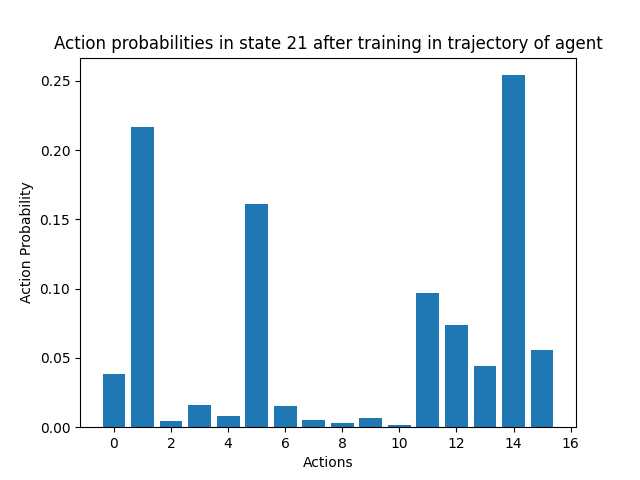 Action probabilities in state 21 after training in trajectory of agent
0.25
0.20
0.15
0.10
0.05
0.00
Action Probability
0 2 4 6 8 10 12 14 16
Actions